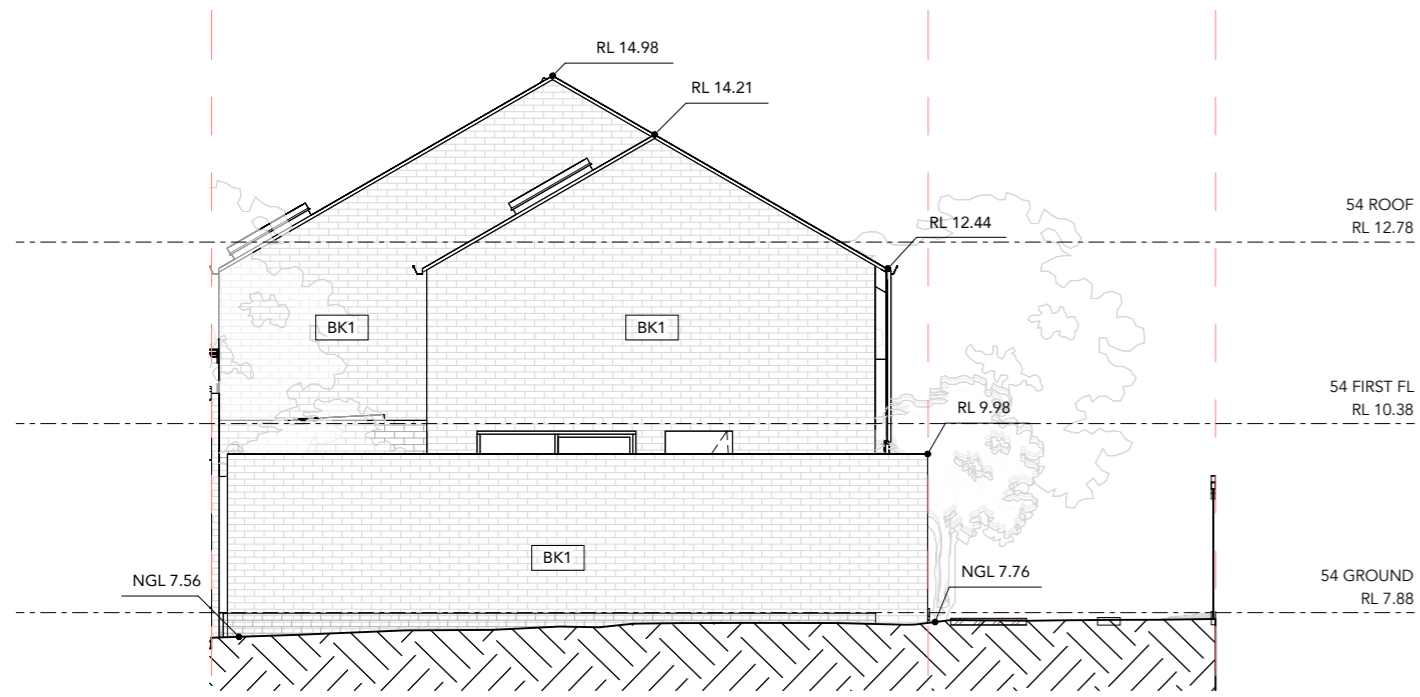 RL 14.98
RL 14.21
54 ROOF
RL 12.78
RL 12.44
BK1
BK1
54 FIRST FL
RL 10.38
RL 9.98
BK1
NGL 7.56
NGL 7.76
54 GROUND
RL 7.88